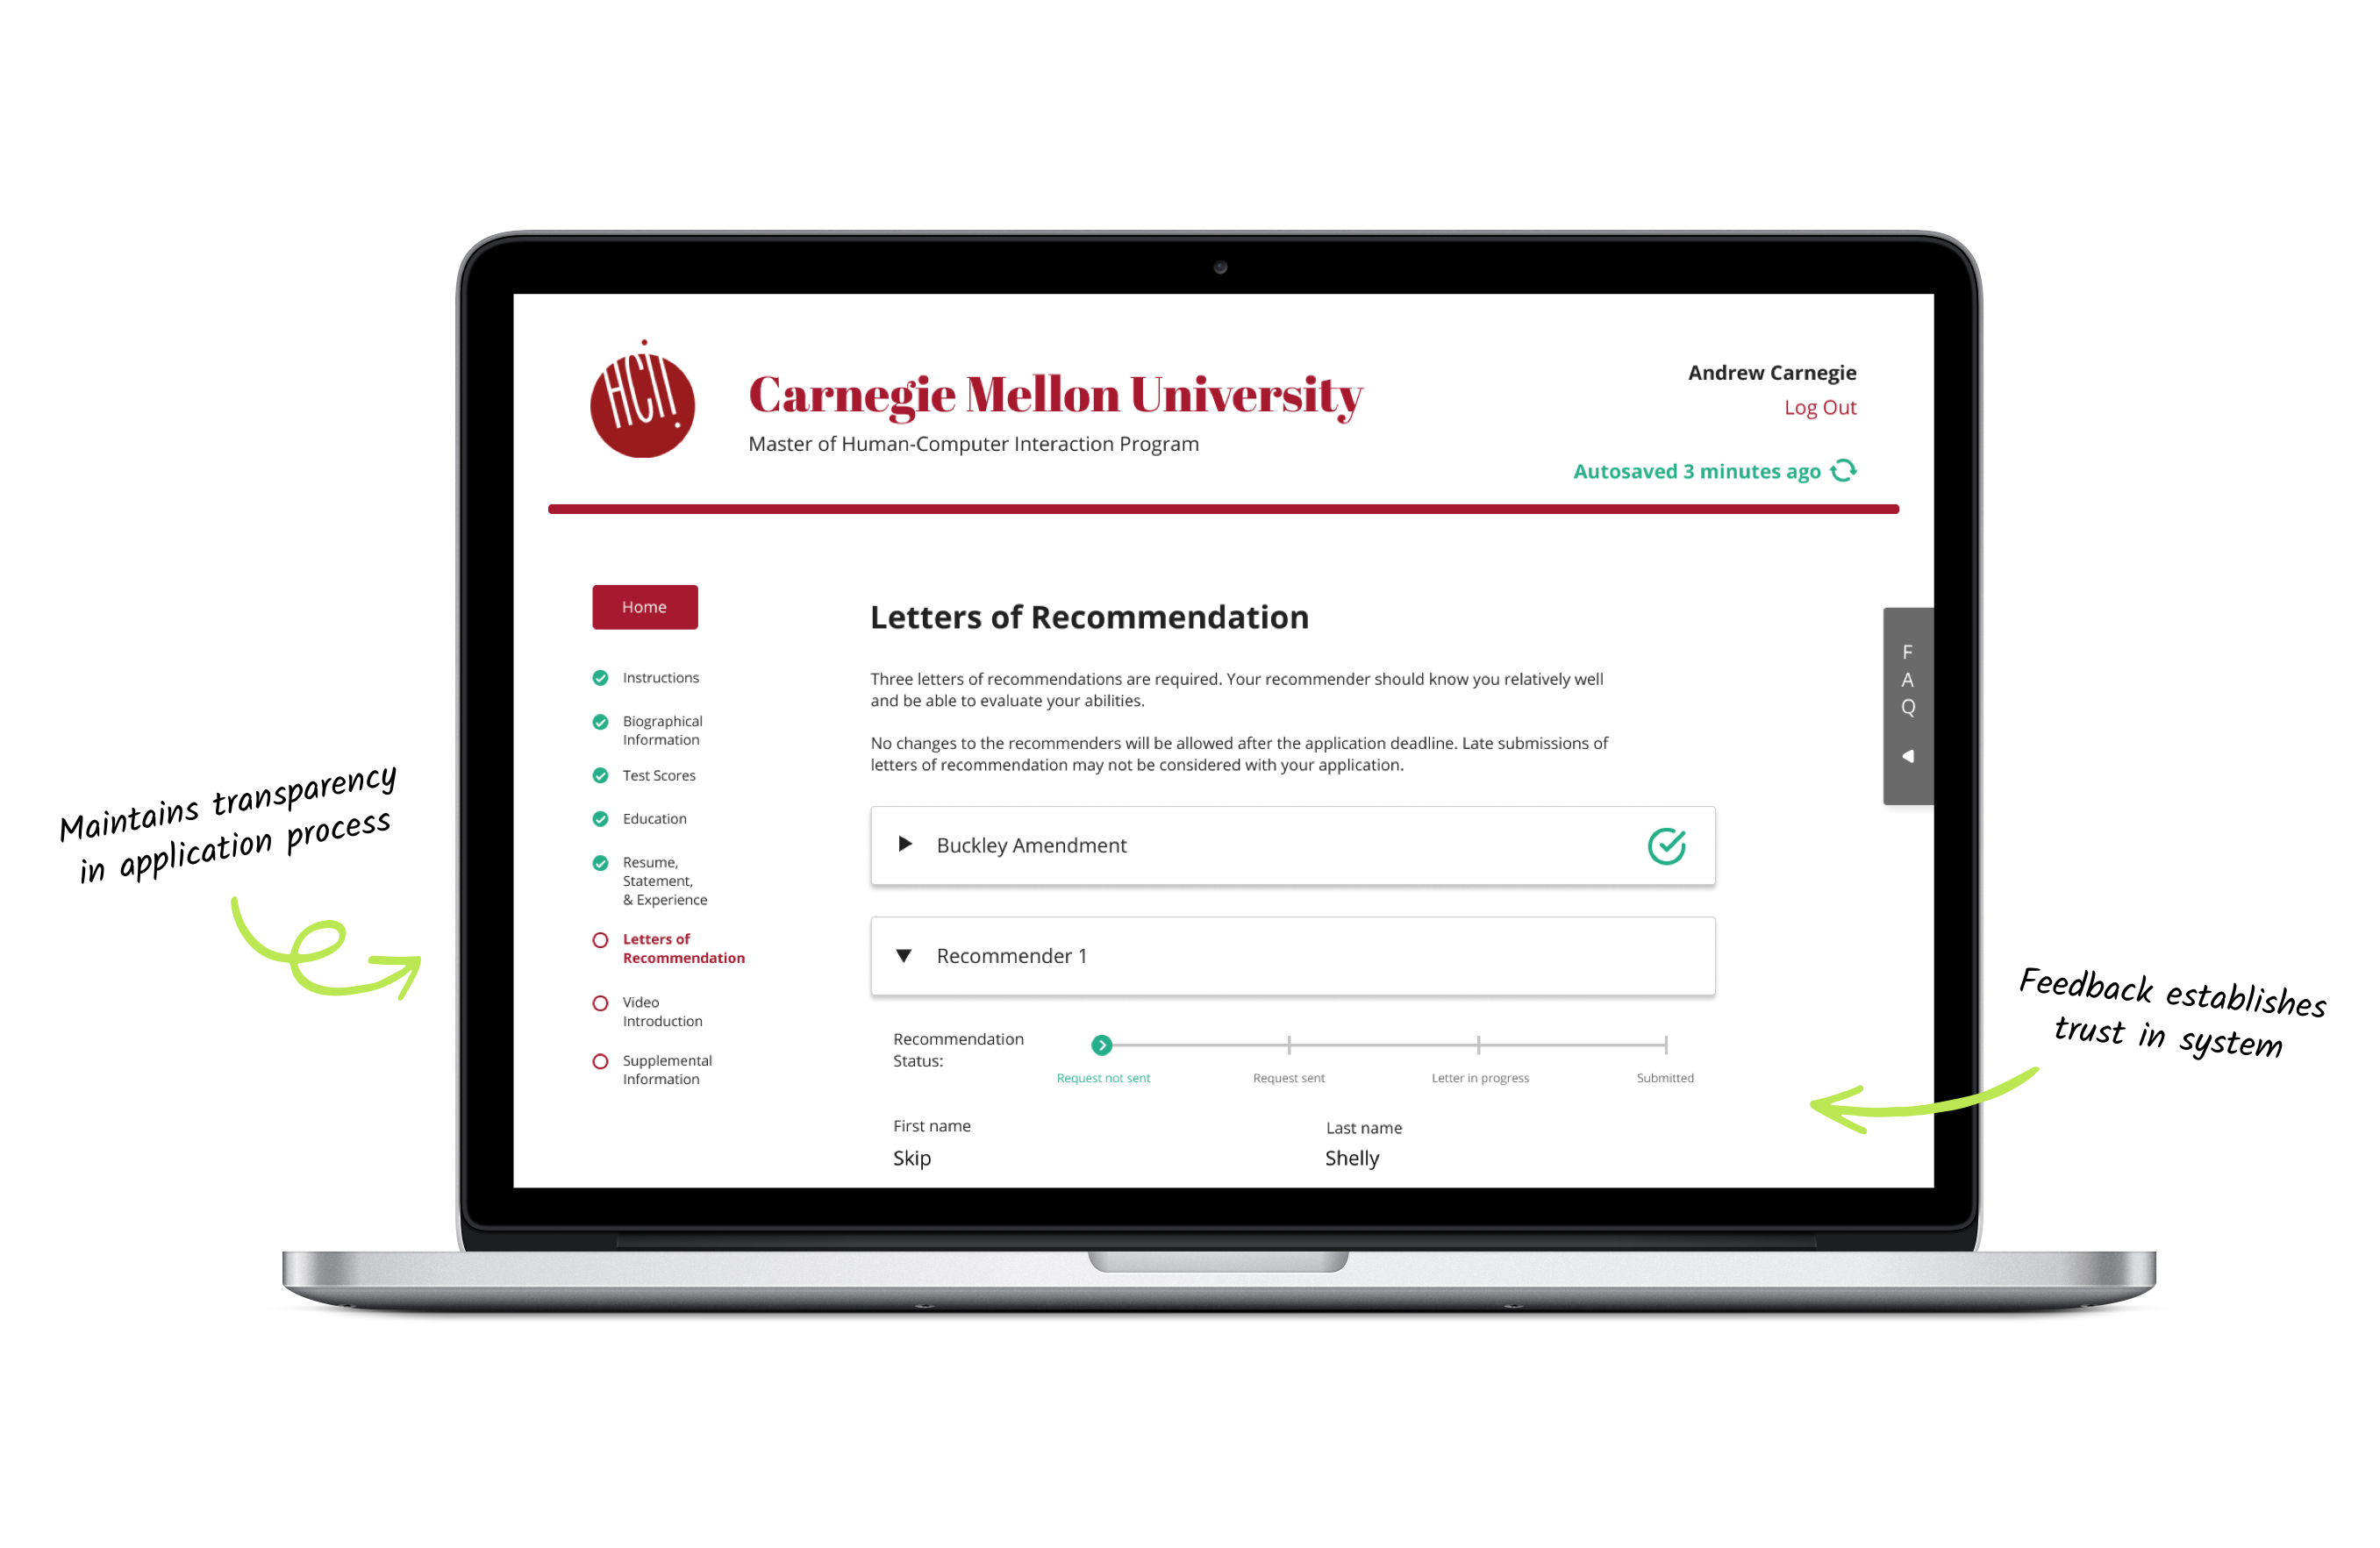 HCII
Carnegie Mellon University
Master of Human-Computer Interaction Program
Andrew Carnegie
Log Out
Autosaved 3 minutes ago
Home
Instructions
Biographical
Information
Test Scores
Education
Resume,
Statement,
& Experience
Letters of
Recommendation
Video
Introduction
Supplemental
Information
Letters of Recommendation
Three letters of recommendations are required. Your recommender should know you relatively well
and be able to evaluate your abilities.
No changes to the recommenders will be allowed after the application deadline. Late submissions of
letters of recommendation may not be considered with your application.
Buckley Amendment
Recommender 1
Recommendation
Status:
Request not sent
Request sent
Letter in progress
Submitted
First name
Last name
Skip
Shelly
F
A
Q
Maintains transparency
in application process
Feedback establishes
trust in system